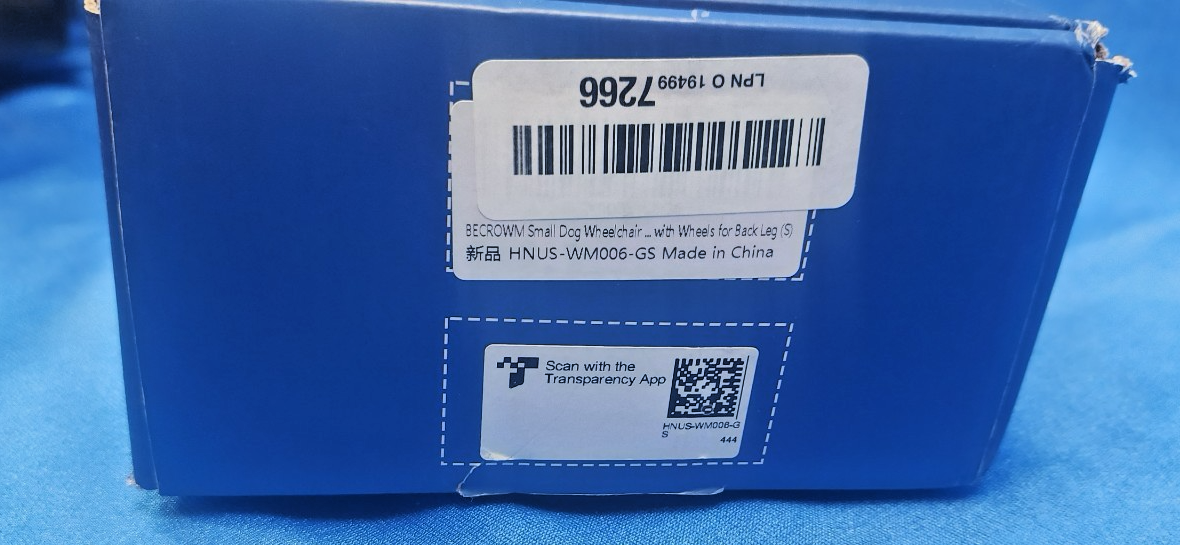 LPN O 19499 7266
BECROWM Small Dog Wheelchair ... with Wheels for Back Leg (S)
新品 HNUS-WM006-GS Made in China
Scan with the
Transparency App
HNUS-WM006-G
S
444